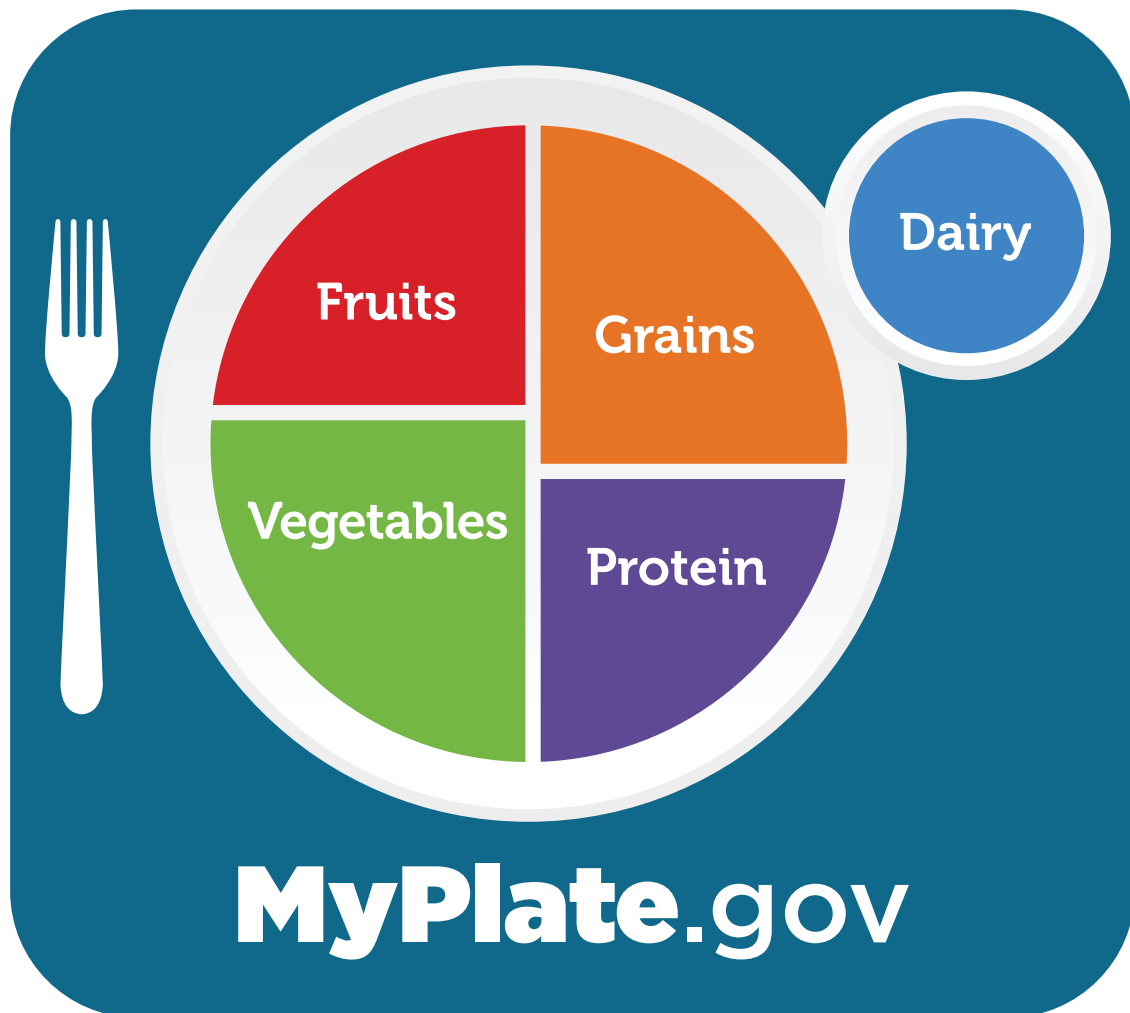 Fruits
Grains
Dairy
Vegetables
Protein
MyPlate.gov